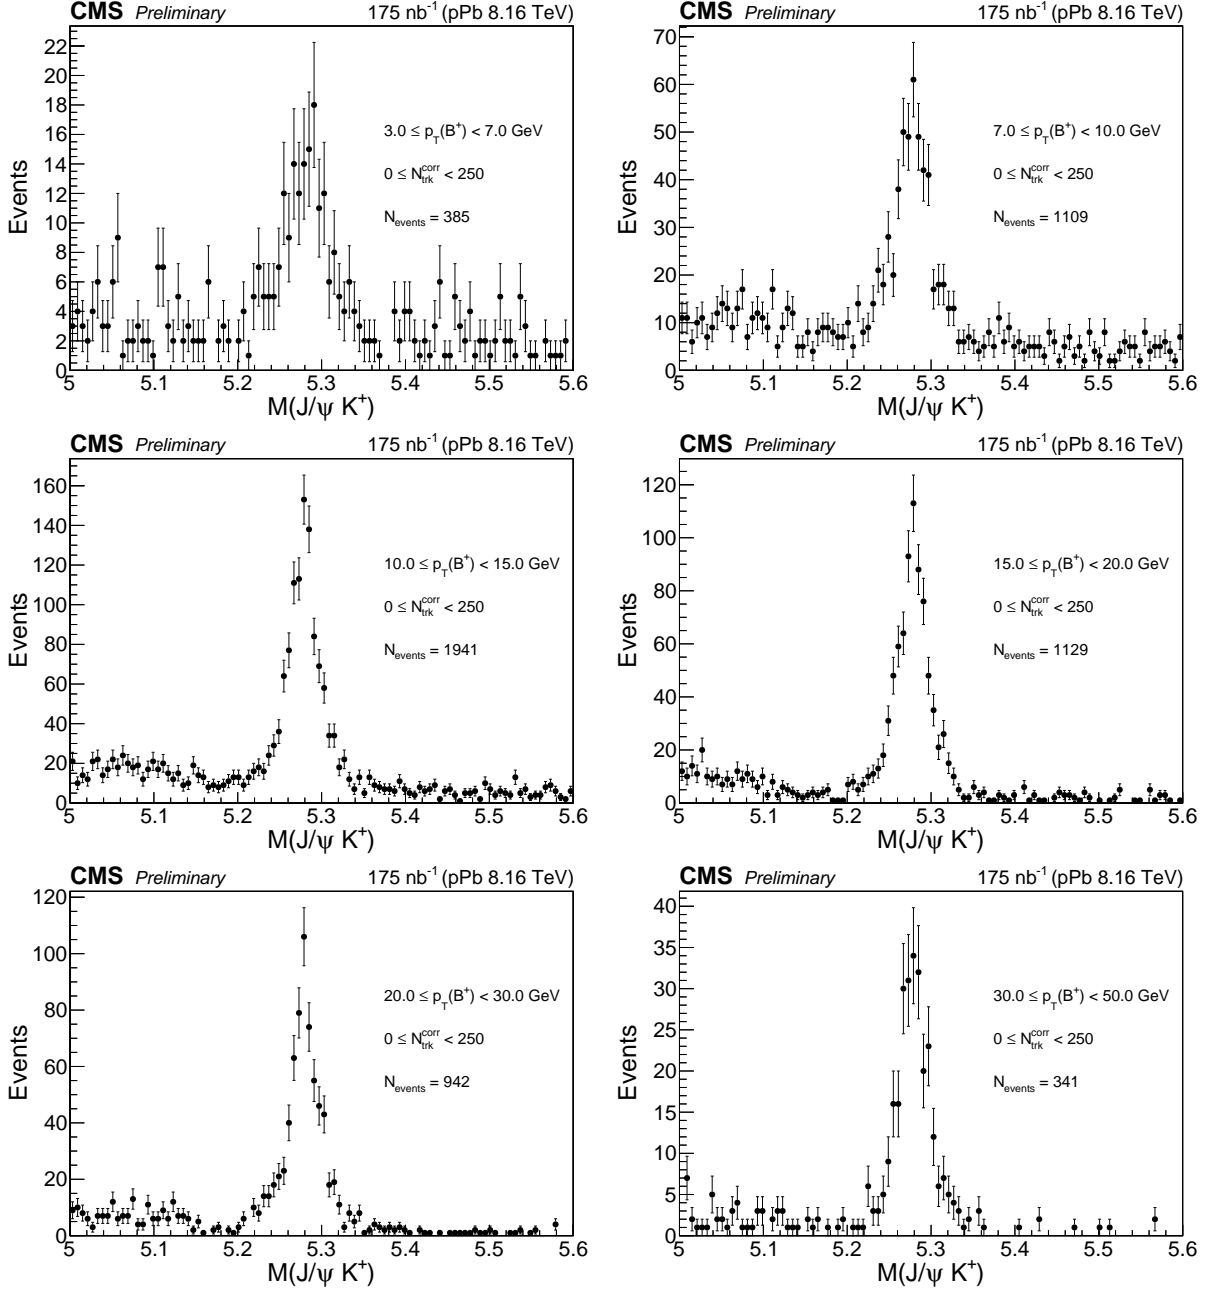 CMS Preliminary 175 nb⁻¹ (pPb 8.16 TeV)
Events
22
20
18
16
14
12
10
8
6
4
2
0
3.0 ≤ p_T(B⁺) < 7.0 GeV
0 ≤ N_trk^corr < 250
N_events = 385
5 5.1 5.2 5.3 5.4 5.5 5.6
M(J/ψ K⁺)
CMS Preliminary 175 nb⁻¹ (pPb 8.16 TeV)
Events
70
60
50
40
30
20
10
0
7.0 ≤ p_T(B⁺) < 10.0 GeV
0 ≤ N_trk^corr < 250
N_events = 1109
5 5.1 5.2 5.3 5.4 5.5 5.6
M(J/ψ K⁺)
CMS Preliminary 175 nb⁻¹ (pPb 8.16 TeV)
Events
160
140
120
100
80
60
40
20
0
10.0 ≤ p_T(B⁺) < 15.0 GeV
0 ≤ N_trk^corr < 250
N_events = 1941
5 5.1 5.2 5.3 5.4 5.5 5.6
M(J/ψ K⁺)
CMS Preliminary 175 nb⁻¹ (pPb 8.16 TeV)
Events
120
100
80
60
40
20
0
15.0 ≤ p_T(B⁺) < 20.0 GeV
0 ≤ N_trk^corr < 250
N_events = 1129
5 5.1 5.2 5.3 5.4 5.5 5.6
M(J/ψ K⁺)
CMS Preliminary 175 nb⁻¹ (pPb 8.16 TeV)
Events
120
100
80
60
40
20
0
20.0 ≤ p_T(B⁺) < 30.0 GeV
0 ≤ N_trk^corr < 250
N_events = 942
5 5.1 5.2 5.3 5.4 5.5 5.6
M(J/ψ K⁺)
CMS Preliminary 175 nb⁻¹ (pPb 8.16 TeV)
Events
40
35
30
25
20
15
10
5
0
30.0 ≤ p_T(B⁺) < 50.0 GeV
0 ≤ N_trk^corr < 250
N_events = 341
5 5.1 5.2 5.3 5.4 5.5 5.6
M(J/ψ K⁺)